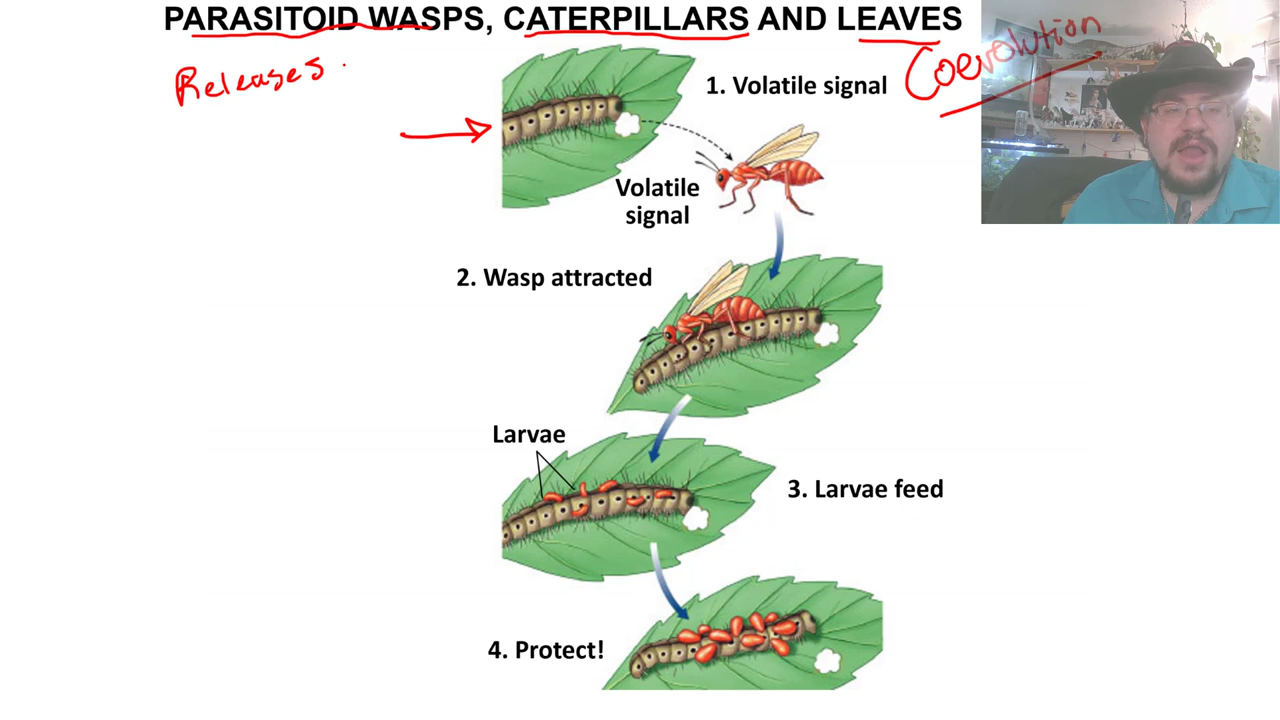 PARASITOID WASPS, CATERPILLARS AND LEAVES
Releases
Coevolution
1. Volatile signal
Volatile
signal
2. Wasp attracted
Larvae
3. Larvae feed
4. Protect!